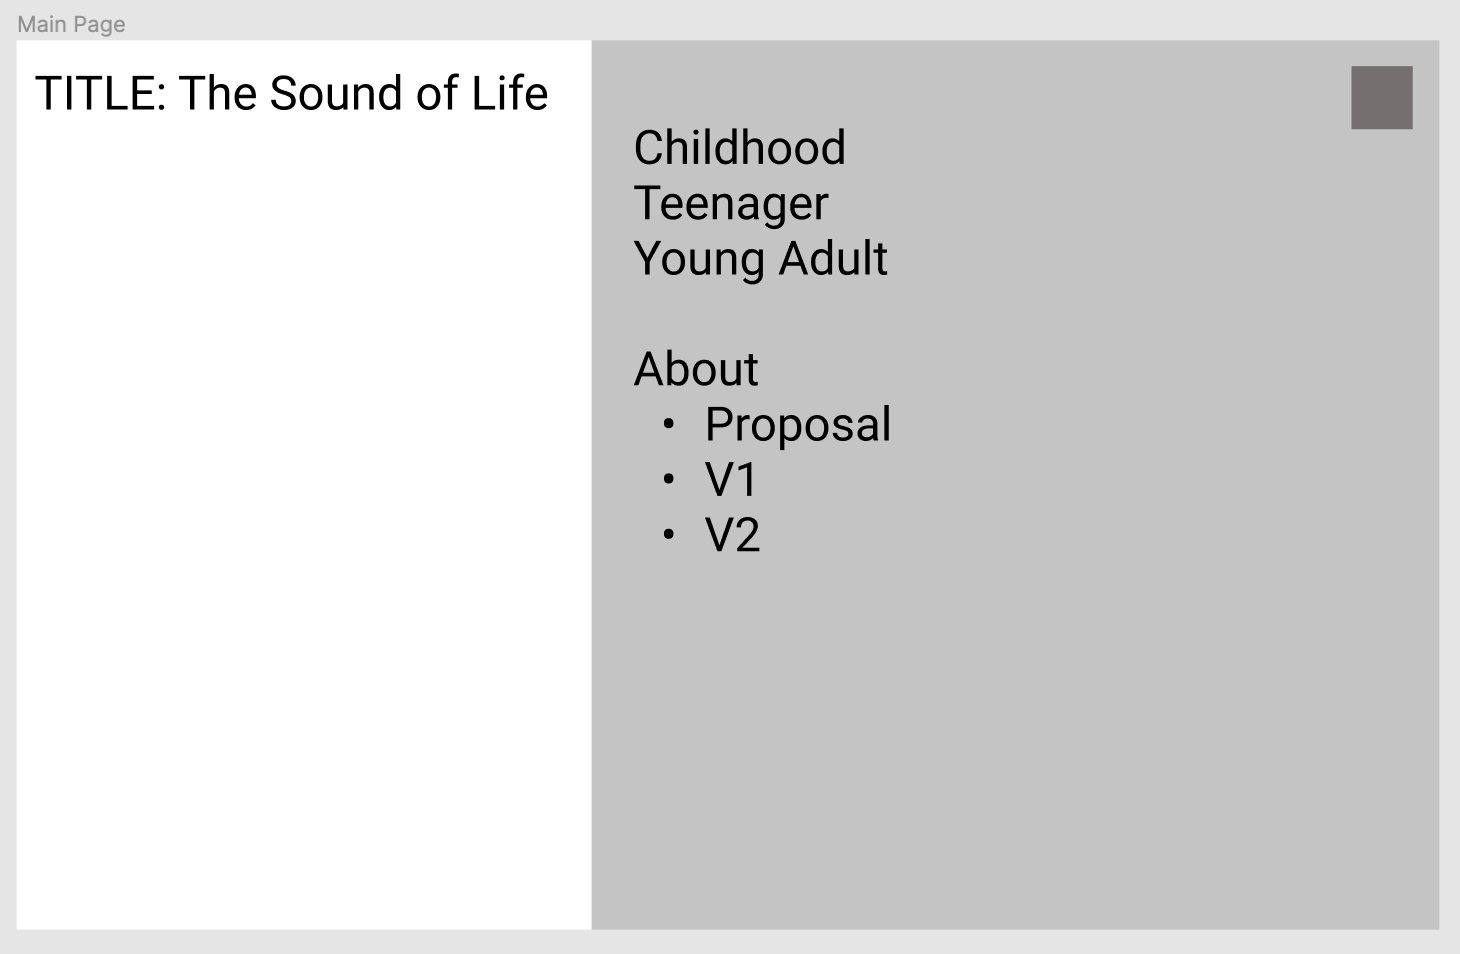 Main Page
TITLE: The Sound of Life
Childhood
Teenager
Young Adult
About
• Proposal
• V1
• V2